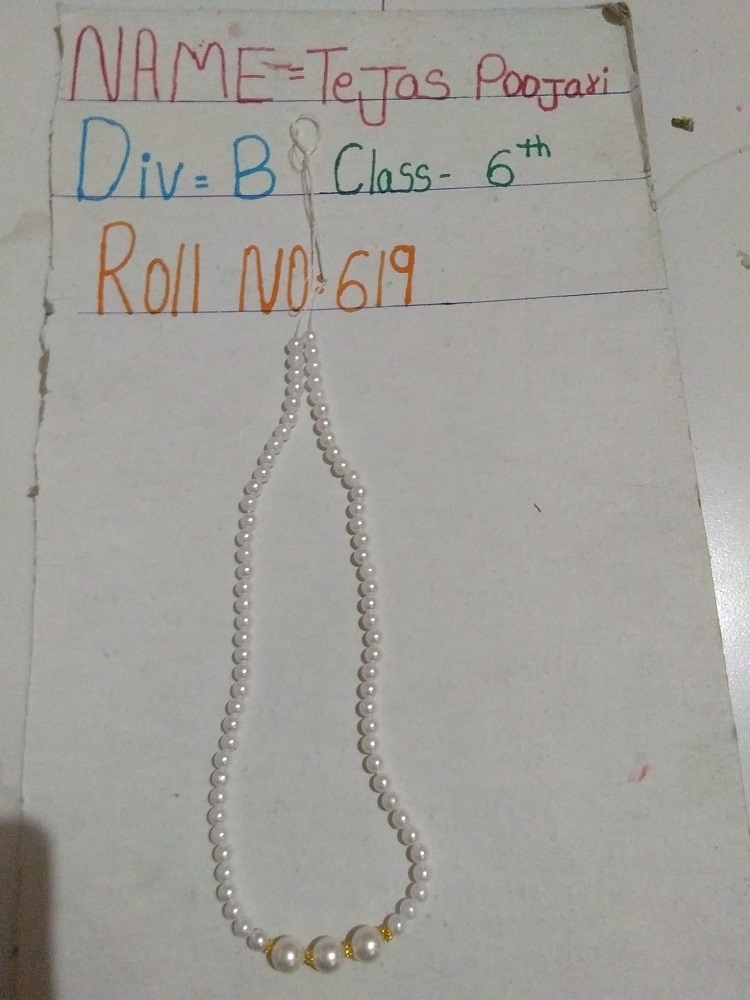 NAME=Tejas Poojari
Div=B Class- 6th
Roll NO:619